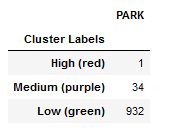 PARK
Cluster Labels
High (red) 1
Medium (purple) 34
Low (green) 932